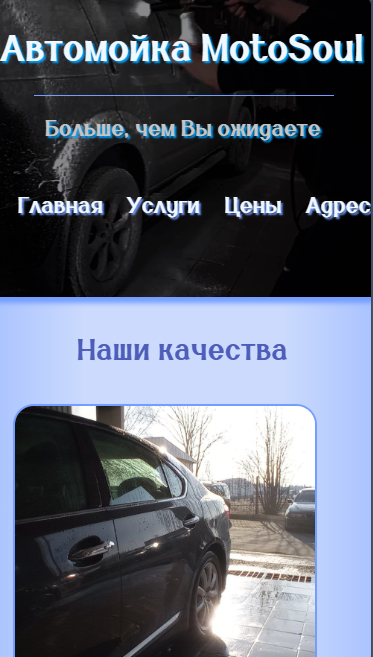 Автомойка MotoSoul
Больше, чем Вы ожидаете
Главная Услуги Цены Адрес
Наши качества